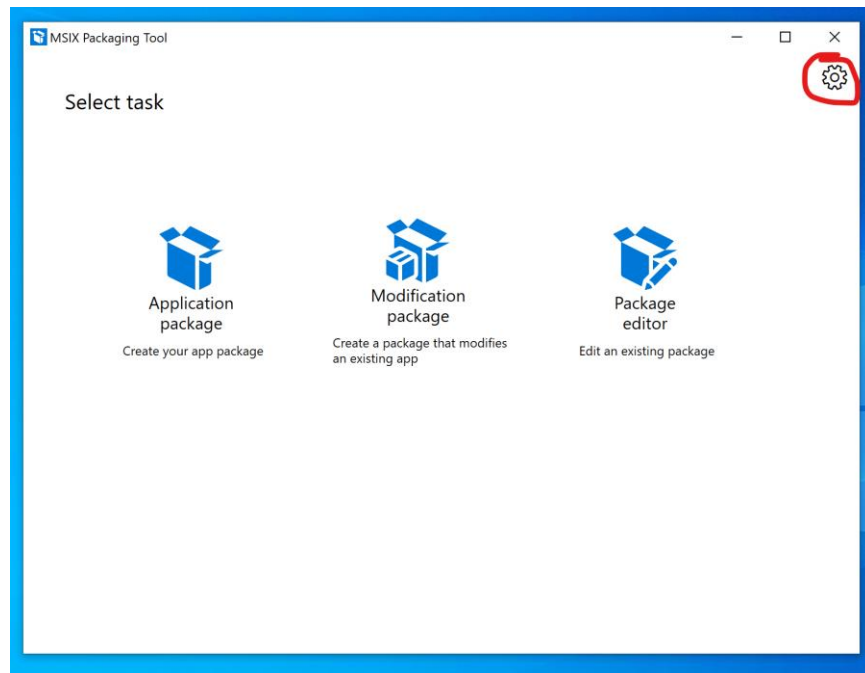 MSIX Packaging Tool
Select task
Application
package
Create your app package
Modification
package
Create a package that modifies
an existing app
Package
editor
Edit an existing package